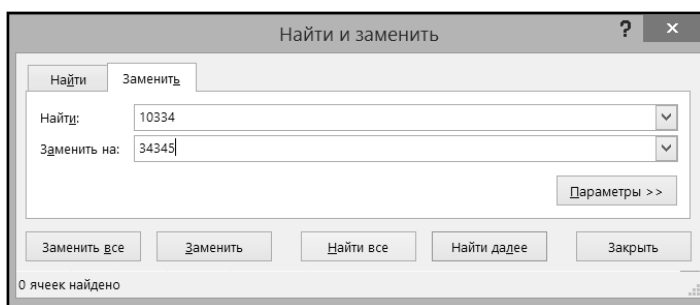 Найти и заменить ? ×
Найти Заменить
Найти: 10334
Заменить на: 34345
Параметры >>
Заменить все Заменить Найти все Найти далее Закрыть
0 ячеек найдено